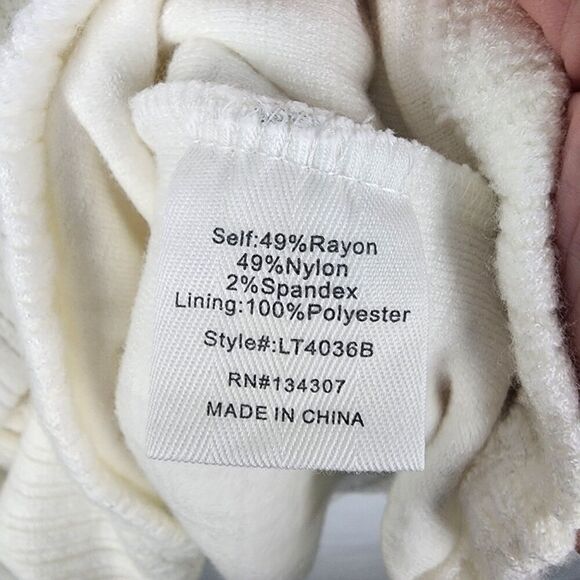 Self:49%Rayon
49%Nylon
2%Spandex
Lining:100%Polyester
Style#:LT4036B
RN#134307
MADE IN CHINA